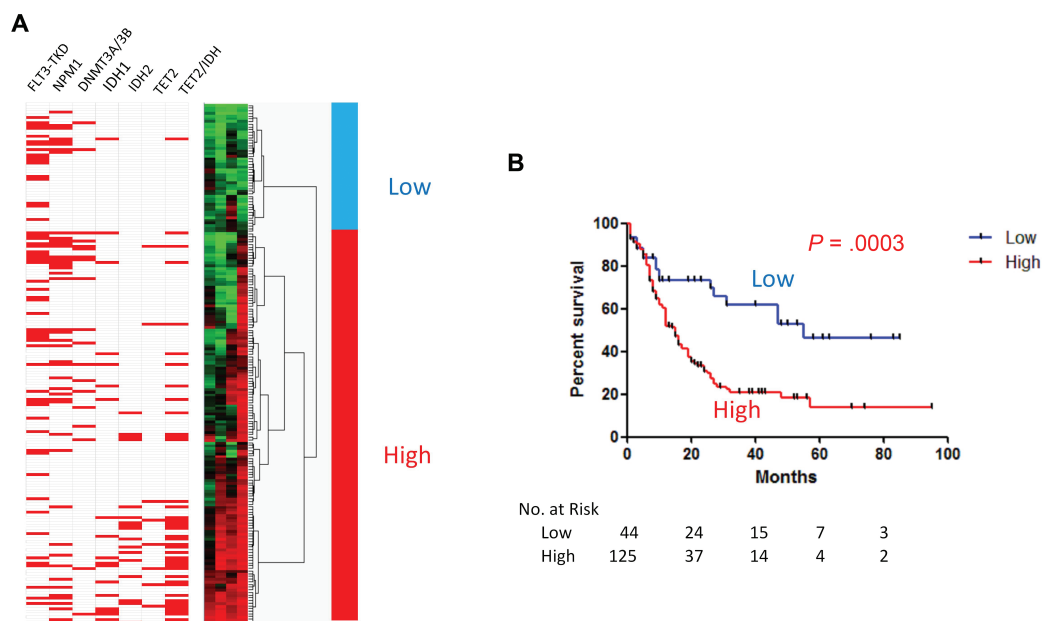 A
FLT3-TKD
NPM1
DNMT3A/3B
IDH1
IDH2
TET2
TET2/IDH
Low
High
B
Percent survival
100
80
60
40
20
0
P = .0003
Low
High
Low
High
0 20 40 60 80 100
Months
No. at Risk
Low 44 24 15 7 3
High 125 37 14 4 2